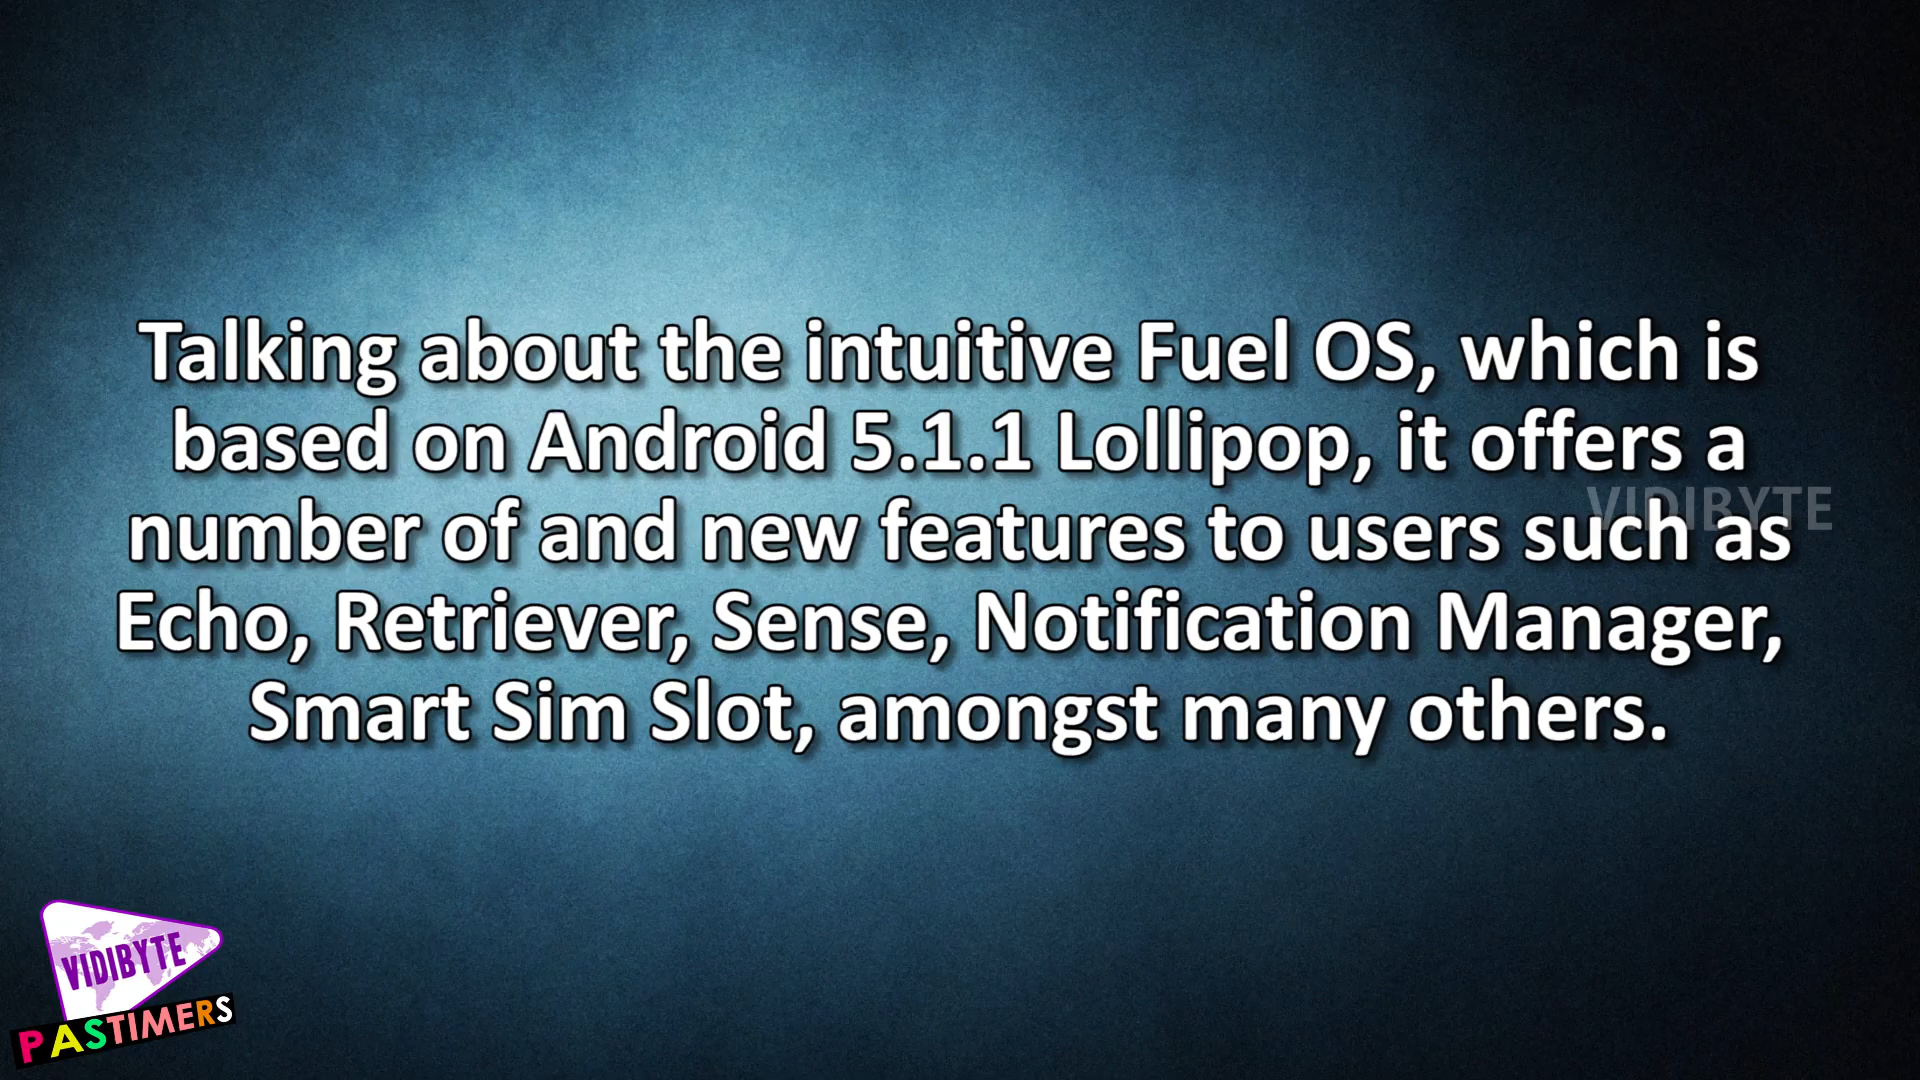 Talking about the intuitive Fuel OS, which is
based on Android 5.1.1 Lollipop, it offers a
number of and new features to users such as
Echo, Retriever, Sense, Notification Manager,
Smart Sim Slot, amongst many others.
VIDIBYTE
VIDIBYTE
PASTIMERS